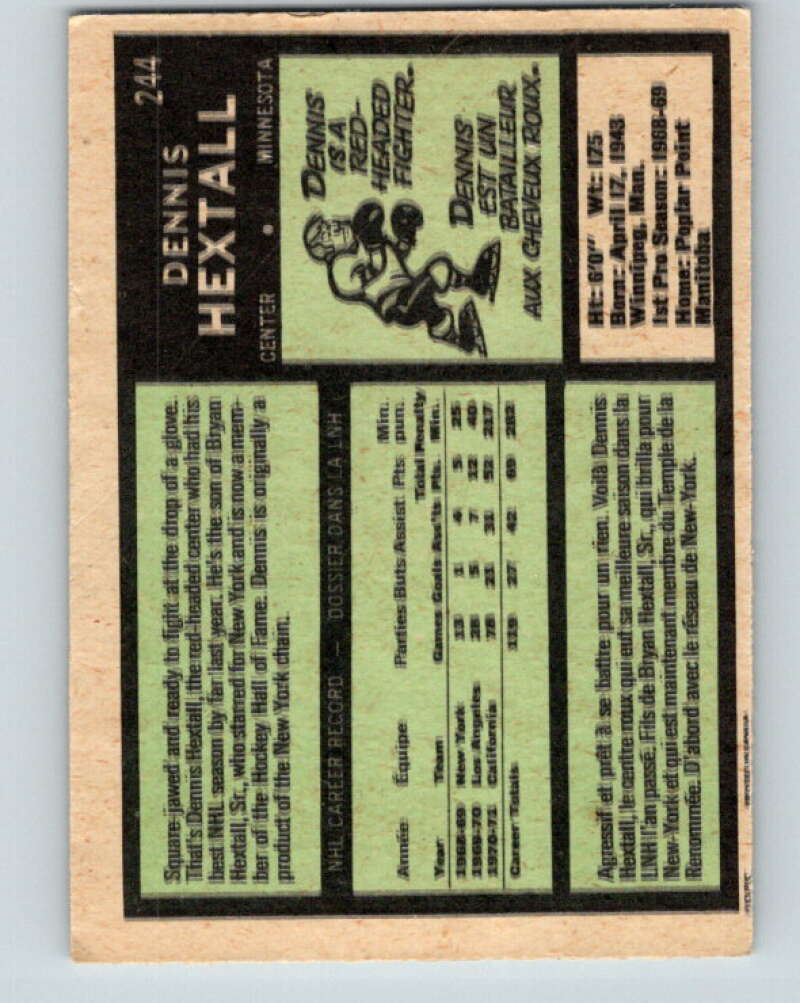 244
DENNIS
HEXTALL
CENTER • MINNESOTA
DENNIS
IS A
RED-
HEADED
FIGHTER.
DENNIS
EST UN
BATAILLEUR
AUX CHEVEUX ROUX.
Ht: 6'0" Wt: 175
Born: April 17, 1943
Winnipeg, Man.
1st Pro Season: 1968-69
Home: Poplar Point
Manitoba
Square-jawed and ready to fight at the drop of a glove.
That's Dennis Hextall, the red-headed center who had his
best NHL season by far last year. He's the son of Bryan
Hextall, Sr., who starred for New York and is now a mem-
ber of the Hockey Hall of Fame. Dennis is originally a
product of the New York chain.
NHL CAREER RECORD — DOSSIER DANS LA LNH
Année Équipe Parties Buts Assist Pts Min. pun.
Total Penalty
Year Team Games Goals Ass'ts Pts. Min.
1968-69 New York 13 1 4 5 25
1969-70 Los Angeles 28 5 7 12 40
1970-71 California 78 21 31 52 217
Career Totals 119 27 42 69 282
Agressif et prêt à se battre pour un rien. Voilà Dennis
Hextall, le centre roux qui eut sa meilleure saison dans la
LNH l'an passé. Fils de Bryan Hextall, Sr., qui brilla pour
New-York et qui est maintenant membre du Temple de la
Renommée. D'abord avec le réseau de New-York.